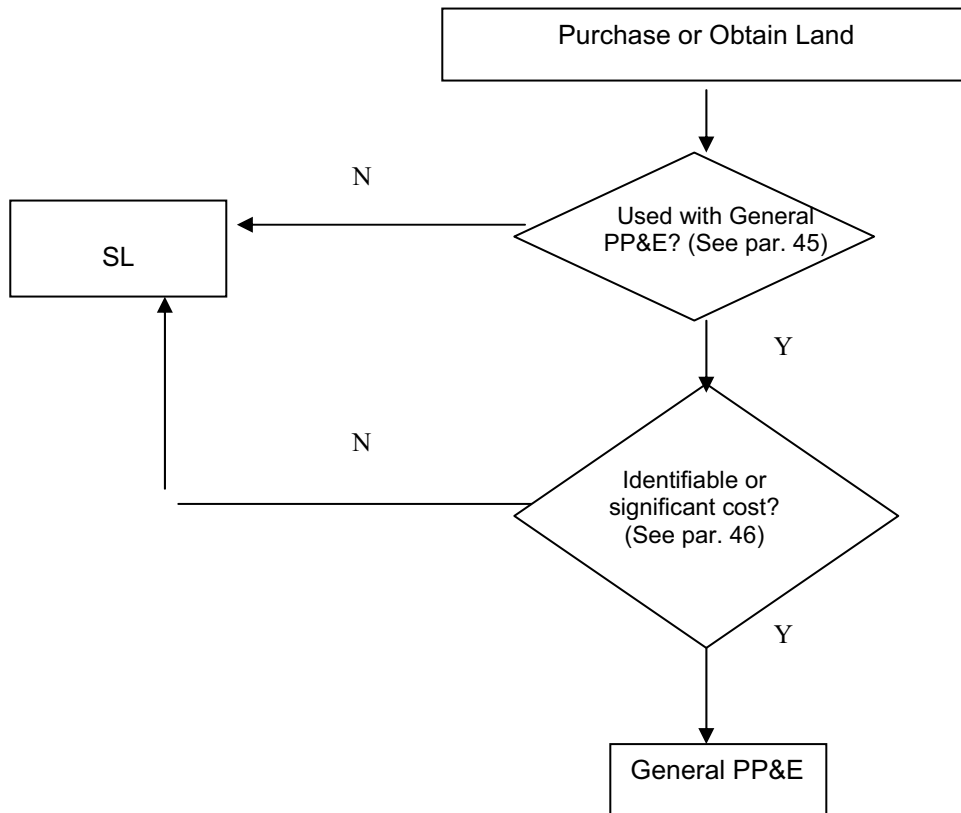 Purchase or Obtain Land
N
Used with General
PP&E? (See par. 45)
SL
Y
N
Identifiable or
significant cost?
(See par. 46)
Y
General PP&E